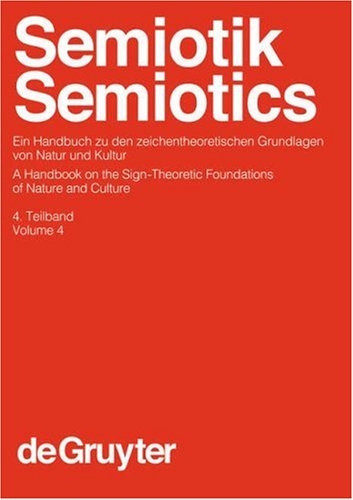 Semiotik
Semiotics
Ein Handbuch zu den zeichentheoretischen Grundlagen
von Natur und Kultur
A Handbook on the Sign-Theoretic Foundations
of Nature and Culture
4. Teilband
Volume 4
de Gruyter